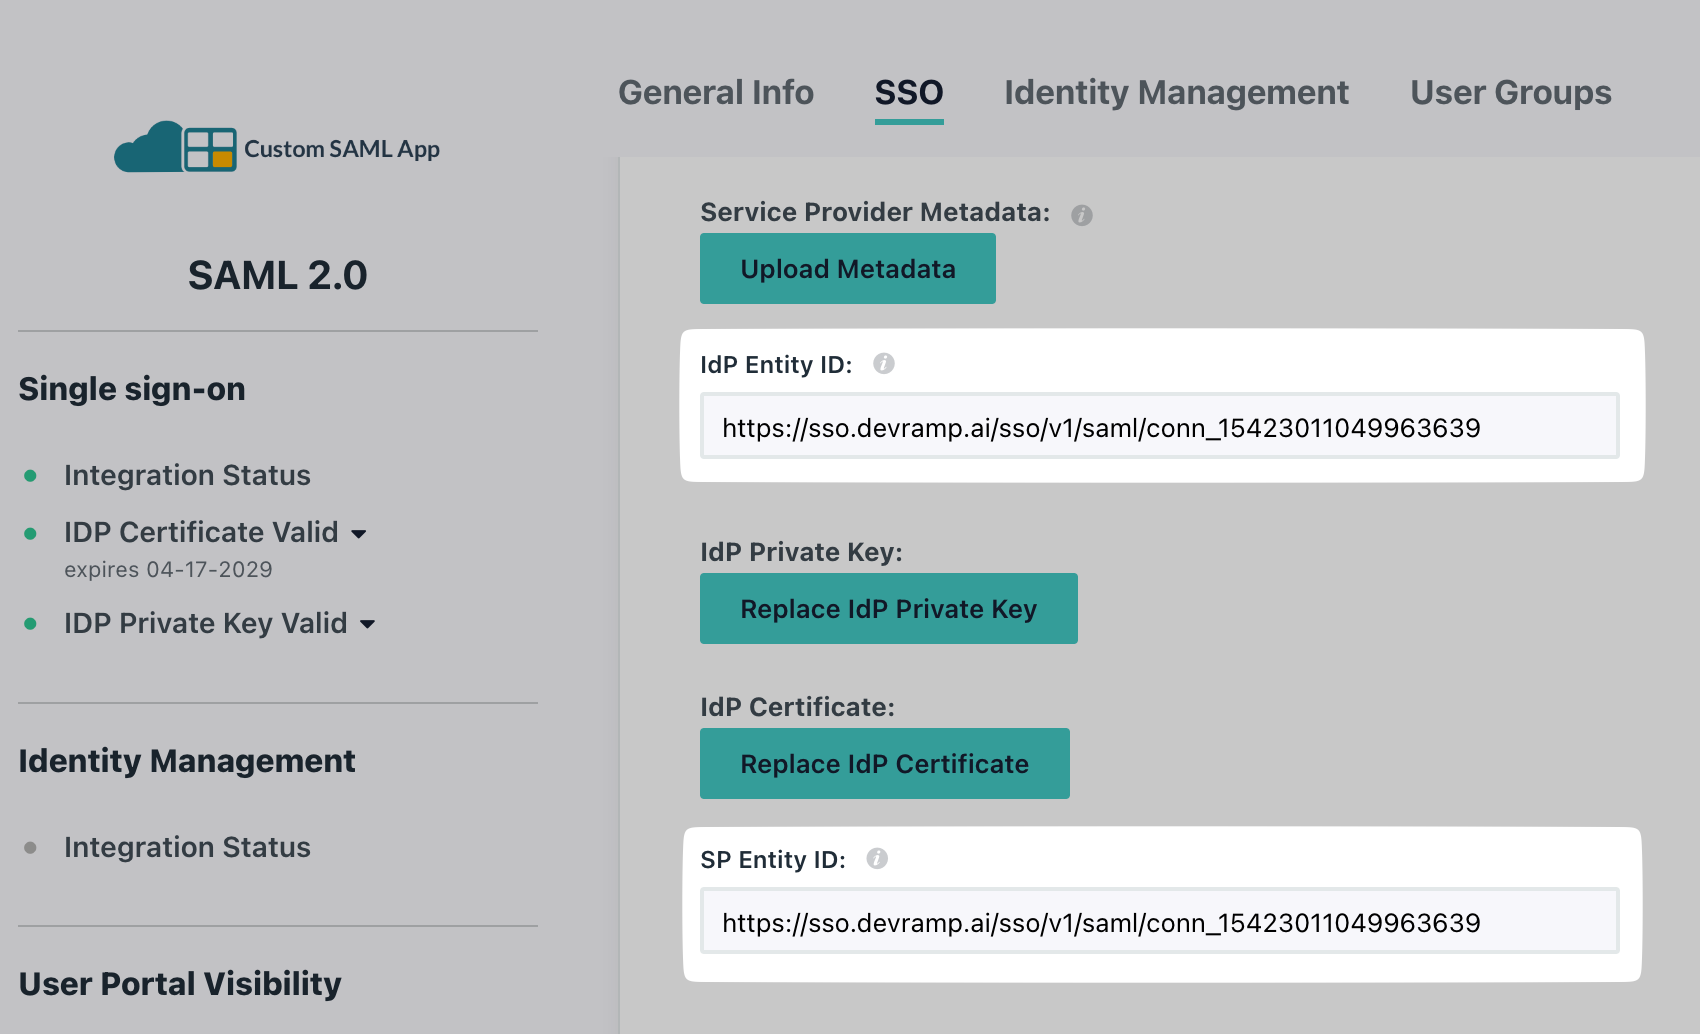 General Info SSO Identity Management User Groups
Custom SAML App
SAML 2.0
Single sign-on
Integration Status
IDP Certificate Valid
expires 04-17-2029
IDP Private Key Valid
Identity Management
Integration Status
User Portal Visibility
Service Provider Metadata:
Upload Metadata
IdP Entity ID:
https://sso.devramp.ai/sso/v1/saml/conn_15423011049963639
IdP Private Key:
Replace IdP Private Key
IdP Certificate:
Replace IdP Certificate
SP Entity ID:
https://sso.devramp.ai/sso/v1/saml/conn_15423011049963639